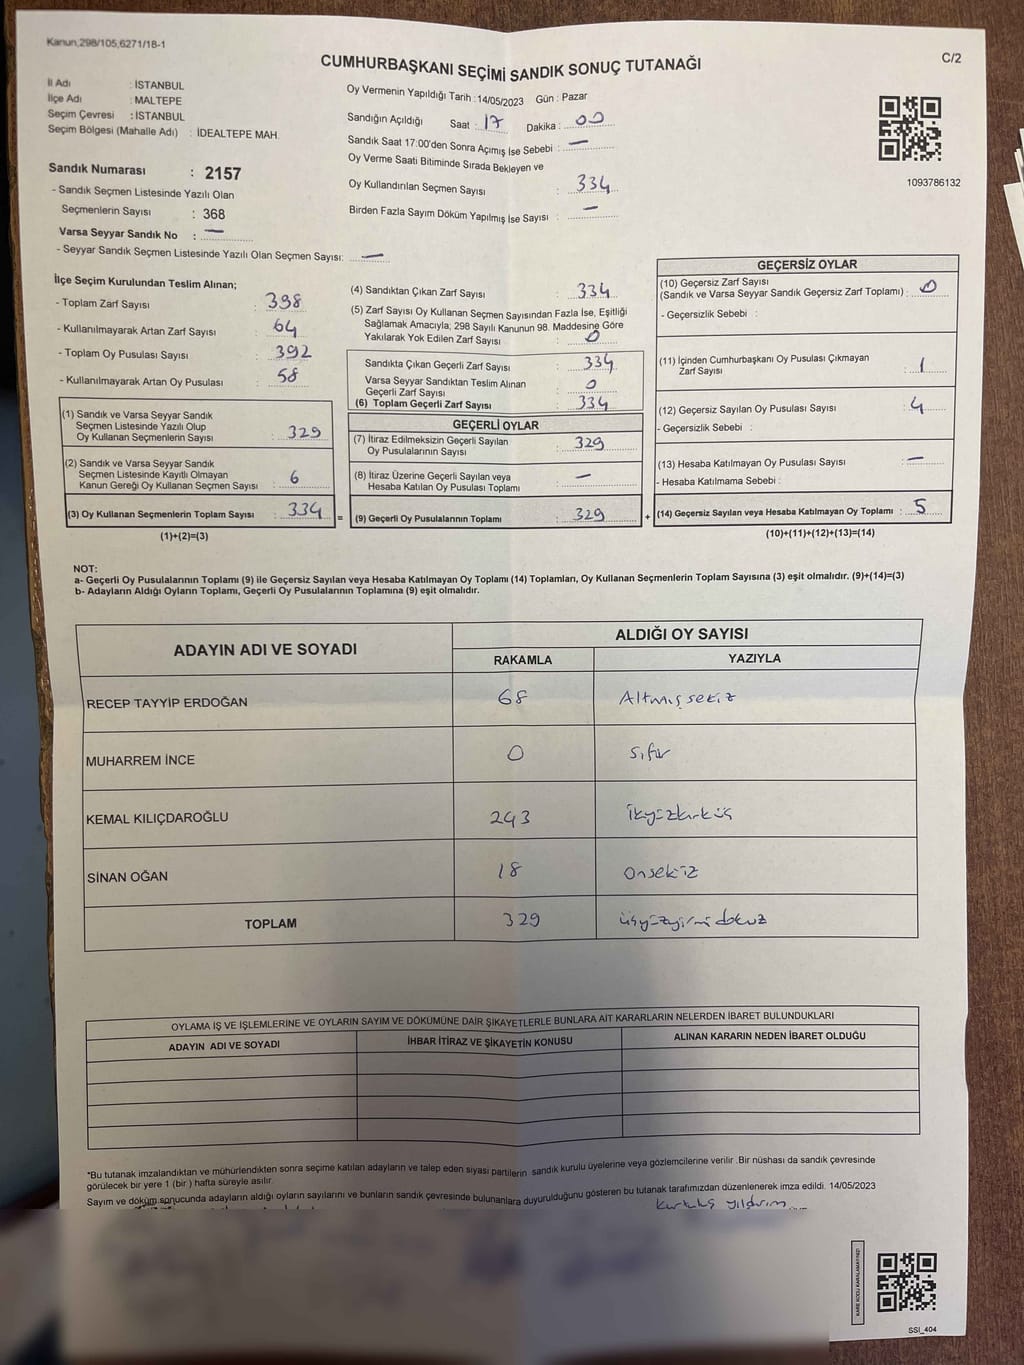 Kanun;298/105,6271/18-1
C/2
CUMHURBAŞKANI SEÇİMİ SANDIK SONUÇ TUTANAĞI
İl Adı : İSTANBUL
İlçe Adı : MALTEPE
Seçim Çevresi : İSTANBUL
Seçim Bölgesi (Mahalle Adı) : İDEALTEPE MAH.
Oy Vermenin Yapıldığı Tarih : 14/05/2023 Gün : Pazar
Sandığın Açıldığı Saat : 17 Dakika : 00
Sandık Saat 17:00'den Sonra Açımış İse Sebebi : —
Oy Verme Saati Bitiminde Sırada Bekleyen ve
Oy Kullandırılan Seçmen Sayısı : 334
Birden Fazla Sayım Döküm Yapılmış İse Sayısı : —
1093786132
Sandık Numarası : 2157
- Sandık Seçmen Listesinde Yazılı Olan
Seçmenlerin Sayısı : 368
Varsa Seyyar Sandık No : —
- Seyyar Sandık Seçmen Listesinde Yazılı Olan Seçmen Sayısı: —
İlçe Seçim Kurulundan Teslim Alınan;
- Toplam Zarf Sayısı : 398
- Kullanılmayarak Artan Zarf Sayısı : 64
- Toplam Oy Pusulası Sayısı : 392
- Kullanılmayarak Artan Oy Pusulası : 58
(1) Sandık ve Varsa Seyyar Sandık
Seçmen Listesinde Yazılı Olup
Oy Kullanan Seçmenlerin Sayısı : 329
(2) Sandık ve Varsa Seyyar Sandık
Seçmen Listesinde Kayıtlı Olmayan
Kanun Gereği Oy Kullanan Seçmen Sayısı : 6
(3) Oy Kullanan Seçmenlerin Toplam Sayısı : 334
(1)+(2)=(3)
(4) Sandıktan Çıkan Zarf Sayısı : 334
(5) Zarf Sayısı Oy Kullanan Seçmen Sayısından Fazla İse, Eşitliği
Sağlamak Amacıyla; 298 Sayılı Kanunun 98. Maddesine Göre
Yakılarak Yok Edilen Zarf Sayısı : 0
Sandıkta Çıkan Geçerli Zarf Sayısı : 334
Varsa Seyyar Sandıktan Teslim Alınan
Geçerli Zarf Sayısı : 0
(6) Toplam Geçerli Zarf Sayısı : 334
GEÇERLİ OYLAR
(7) İtiraz Edilmeksizin Geçerli Sayılan
Oy Pusulalarının Sayısı : 329
(8) İtiraz Üzerine Geçerli Sayılan veya
Hesaba Katılan Oy Pusulası Toplamı : —
= (9) Geçerli Oy Pusulalarının Toplamı : 329
GEÇERSİZ OYLAR
(10) Geçersiz Zarf Sayısı
(Sandık ve Varsa Seyyar Sandık Geçersiz Zarf Toplamı) : 0
- Geçersizlik Sebebi :
(11) İçinden Cumhurbaşkanı Oy Pusulası Çıkmayan
Zarf Sayısı : 1
(12) Geçersiz Sayılan Oy Pusulası Sayısı : 4
- Geçersizlik Sebebi :
(13) Hesaba Katılmayan Oy Pusulası Sayısı : —
- Hesaba Katılmama Sebebi :
+ (14) Geçersiz Sayılan veya Hesaba Katılmayan Oy Toplamı : 5
(10)+(11)+(12)+(13)=(14)
NOT:
a- Geçerli Oy Pusulalarının Toplamı (9) ile Geçersiz Sayılan veya Hesaba Katılmayan Oy Toplamı (14) Toplamları, Oy Kullanan Seçmenlerin Toplam Sayısına (3) eşit olmalıdır. (9)+(14)=(3)
b- Adayların Aldığı Oyların Toplamı, Geçerli Oy Pusulalarının Toplamına (9) eşit olmalıdır.
ADAYIN ADI VE SOYADI
ALDIĞI OY SAYISI
RAKAMLA YAZIYLA
RECEP TAYYİP ERDOĞAN 68 Altmışsekiz
MUHARREM İNCE 0 Sıfır
KEMAL KILIÇDAROĞLU 243 İkiyüzkırküç
SİNAN OĞAN 18 Onsekiz
TOPLAM 329 üçyüzyirmidokuz
OYLAMA İŞ VE İŞLEMLERİNE VE OYLARIN SAYIM VE DÖKÜMÜNE DAİR ŞİKAYETLERLE BUNLARA AİT KARARLARIN NELERDEN İBARET BULUNDUKLARI
ADAYIN ADI VE SOYADI İHBAR İTİRAZ VE ŞİKAYETİN KONUSU ALINAN KARARIN NEDEN İBARET OLDUĞU
*Bu tutanak imzalandıktan ve mühürlendikten sonra seçime katılan adayların ve talep eden siyasi partilerin sandık kurulu üyelerine veya gözlemcilerine verilir .Bir nüshası da sandık çevresinde
görülecek bir yere 1 (bir ) hafta süreyle asılır.
Sayım ve döküm sonucunda adayların aldığı oyların sayılarını ve bunların sandık çevresinde bulunanlara duyurulduğunu gösteren bu tutanak tarafımızdan düzenlenerek imza edildi. 14/05/2023
yıldırım
KARE KODU KARALAMAYINIZ!
SSI_404